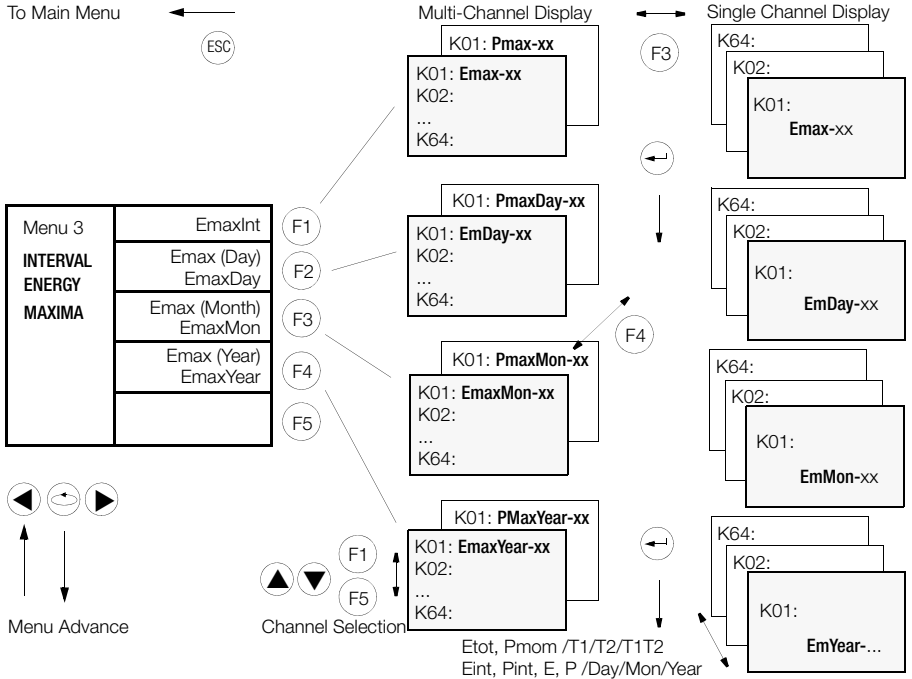 To Main Menu
ESC
Multi-Channel Display
Single Channel Display
F3
K01: Pmax-xx
K01: Emax-xx
K02:
...
K64:
K64:
K02:
K01:
Emax-xx
Menu 3
INTERVAL
ENERGY
MAXIMA
EmaxInt
Emax (Day)
EmaxDay
Emax (Month)
EmaxMon
Emax (Year)
EmaxYear
F1
F2
F3
F4
F5
K01: PmaxDay-xx
K01: EmDay-xx
K02:
...
K64:
K64:
K02:
K01:
EmDay-xx
F4
K01: PmaxMon-xx
K01: EmaxMon-xx
K02:
...
K64:
K64:
K02:
K01:
EmMon-xx
K01: PMaxYear-xx
K01: EmaxYear-xx
K02:
...
K64:
K64:
K02:
K01:
EmYear-...
F1
F5
Menu Advance
Channel Selection
Etot, Pmom /T1/T2/T1T2
Eint, Pint, E, P /Day/Mon/Year